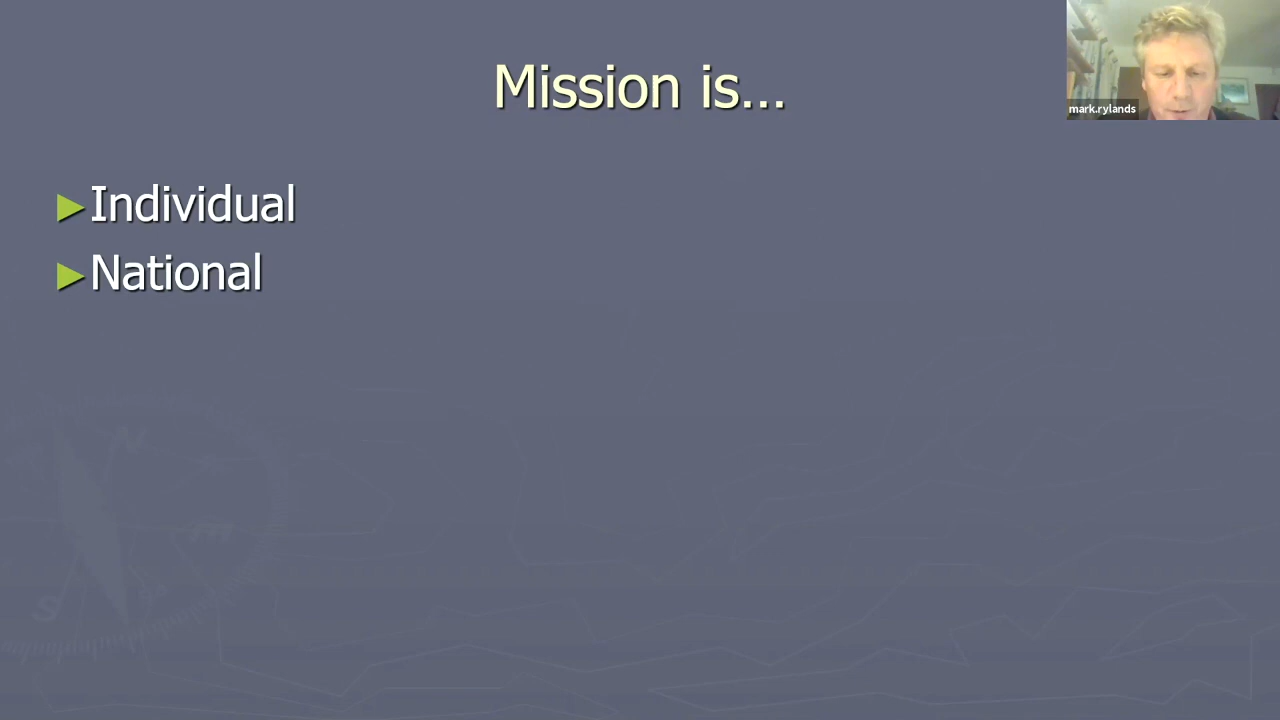 Mission is...
mark.rylands
►Individual
►National
N
S